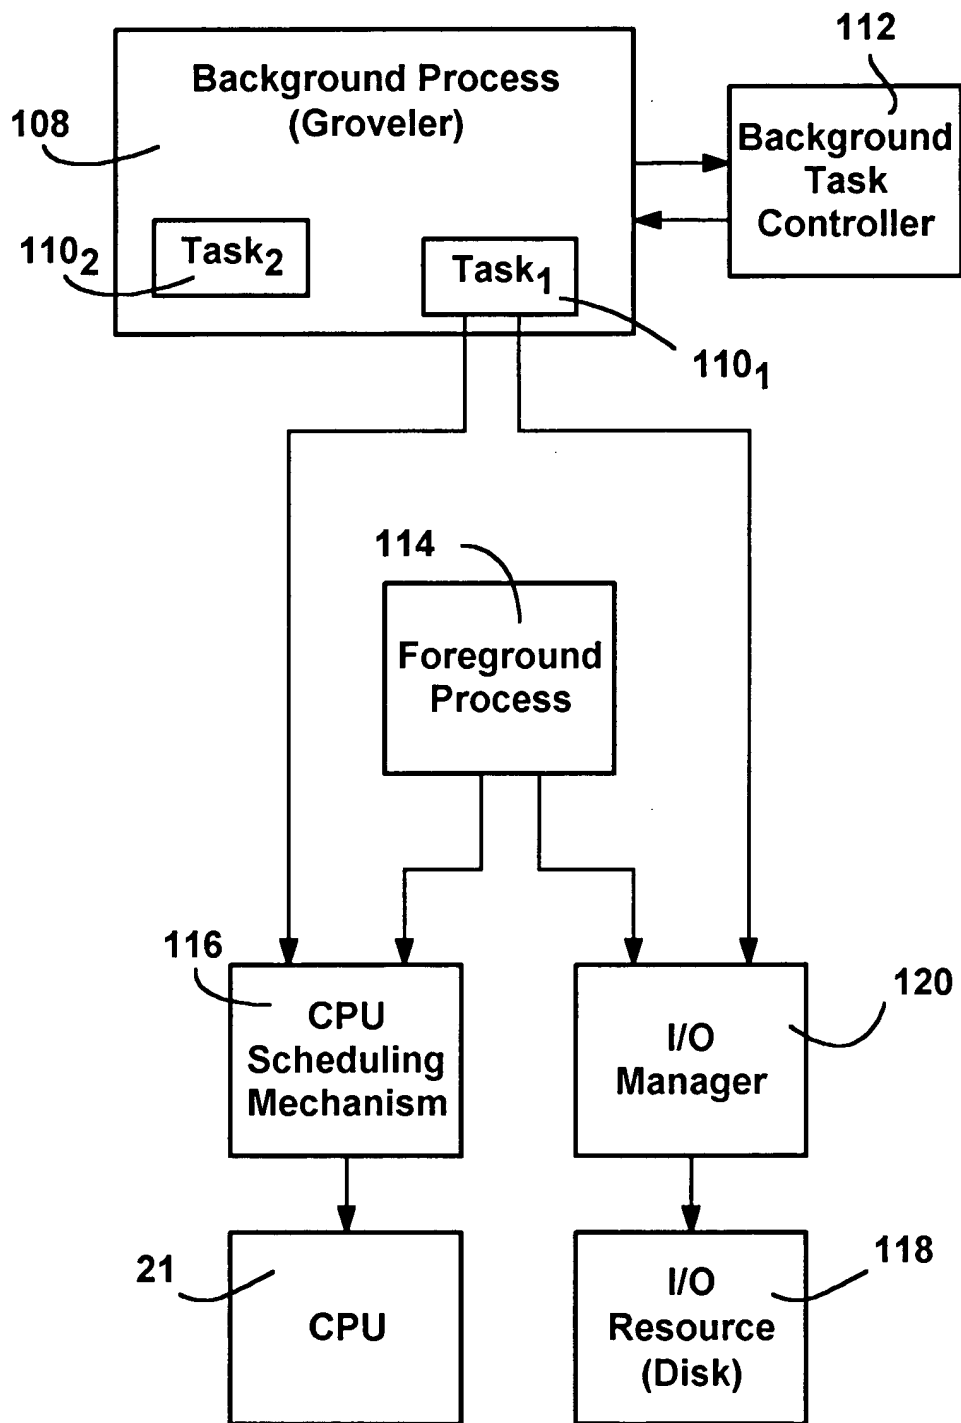 112
Background Process
(Groveler)
108
Background
Task
Controller
110₂
Task₂
Task₁
110₁
114
Foreground
Process
116
CPU
Scheduling
Mechanism
I/O
Manager
120
21
CPU
I/O
Resource
(Disk)
118